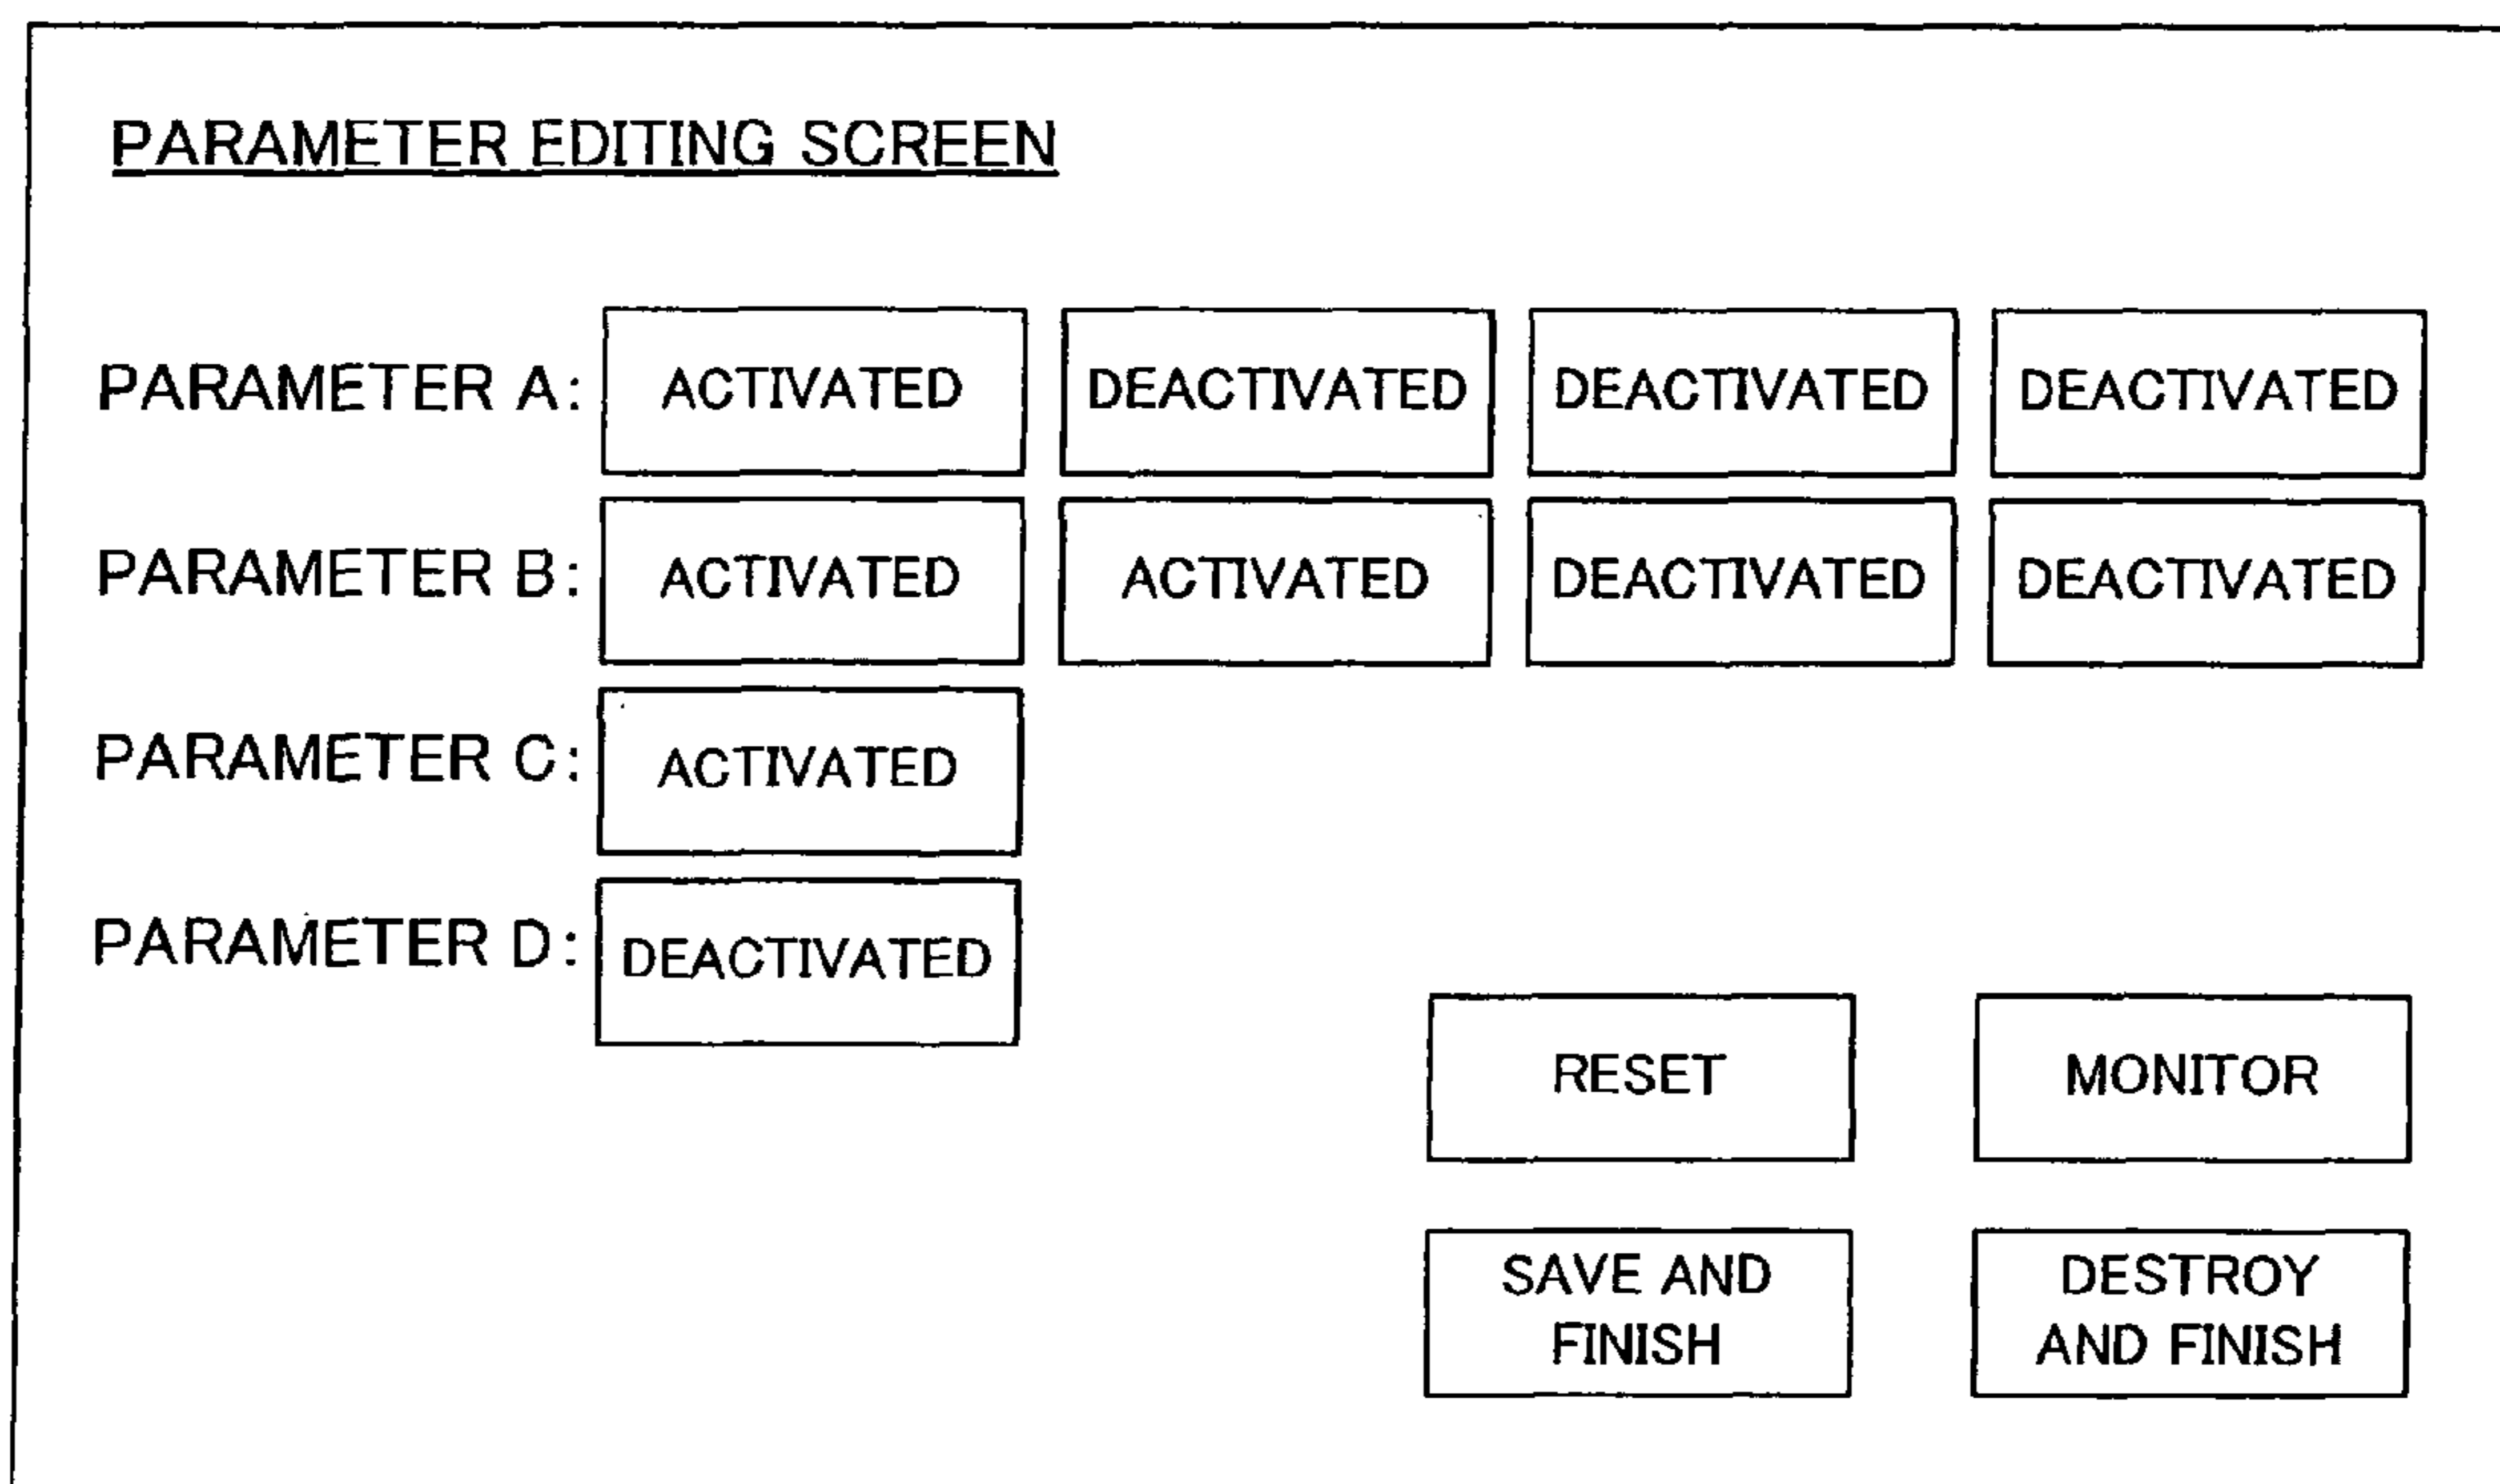 PARAMETER EDITING SCREEN
PARAMETER A: ACTIVATED DEACTIVATED DEACTIVATED DEACTIVATED
PARAMETER B: ACTIVATED ACTIVATED DEACTIVATED DEACTIVATED
PARAMETER C: ACTIVATED
PARAMETER D: DEACTIVATED
RESET MONITOR
SAVE AND
FINISH
DESTROY
AND FINISH